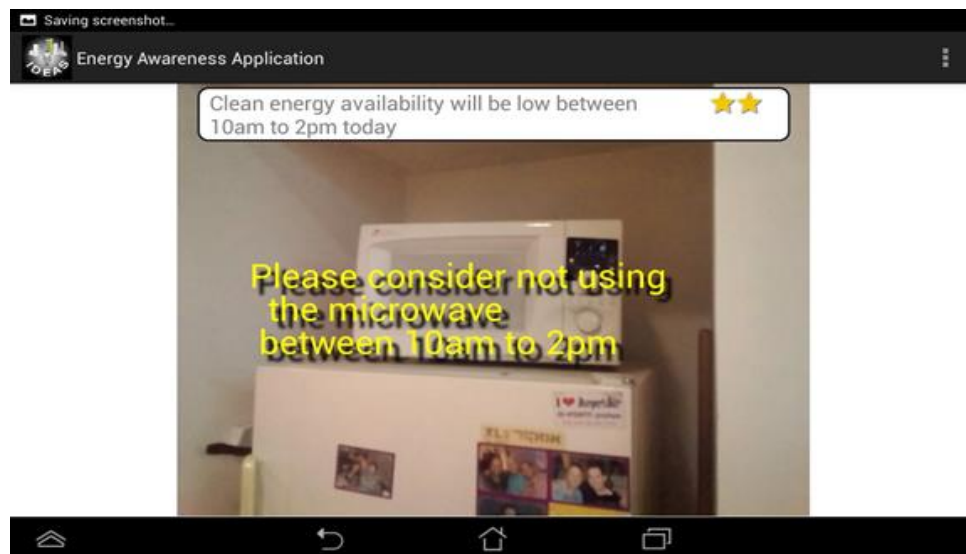 Saving screenshot...
IDEAS
Energy Awareness Application
Clean energy availability will be low between
10am to 2pm today
Please consider not using
the microwave
between 10am to 2pm
I ❤